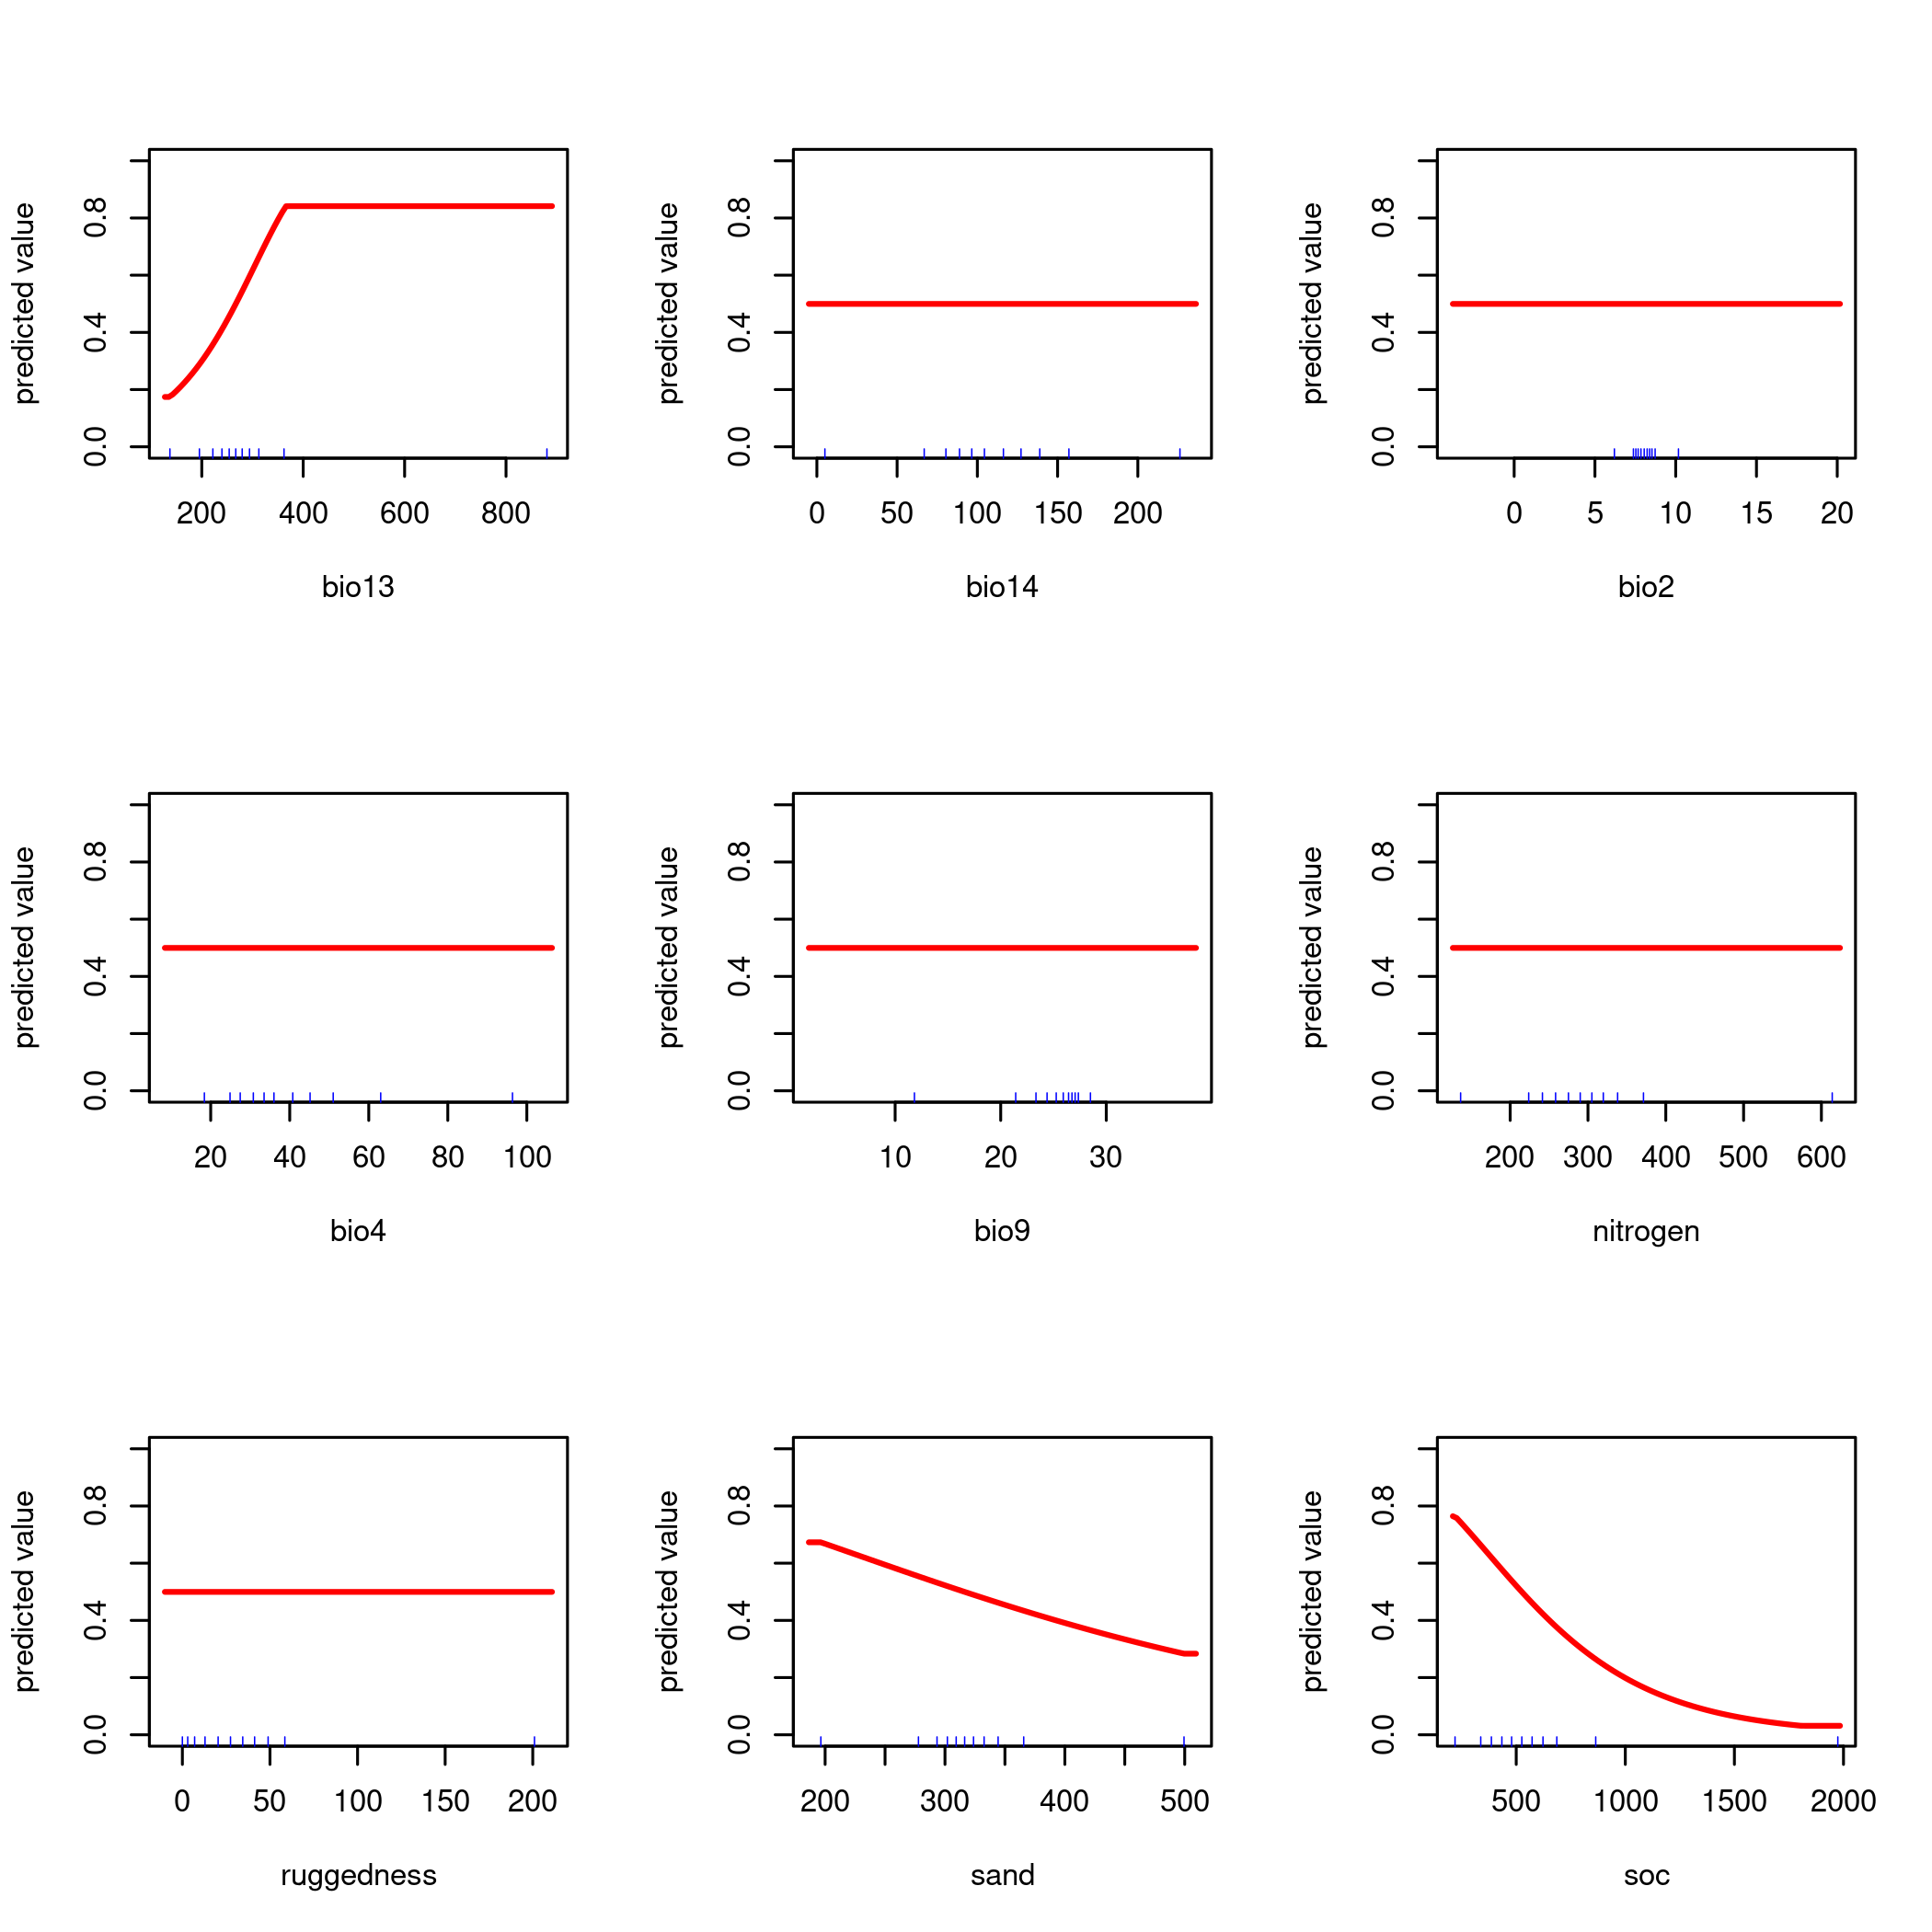 predicted value
0.0 0.4 0.8
200 400 600 800
bio13
predicted value
0.0 0.4 0.8
0 50 100 150 200
bio14
predicted value
0.0 0.4 0.8
0 5 10 15 20
bio2
predicted value
0.0 0.4 0.8
20 40 60 80 100
bio4
predicted value
0.0 0.4 0.8
10 20 30
bio9
predicted value
0.0 0.4 0.8
200 300 400 500 600
nitrogen
predicted value
0.0 0.4 0.8
0 50 100 150 200
ruggedness
predicted value
0.0 0.4 0.8
200 300 400 500
sand
predicted value
0.0 0.4 0.8
500 1000 1500 2000
soc